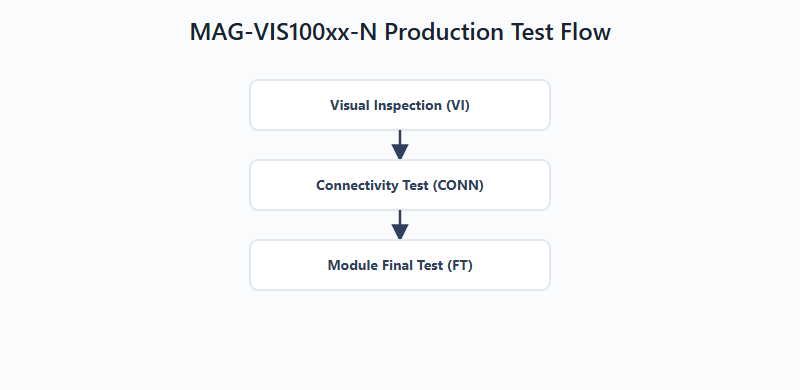 MAG-VIS100xx-N Production Test Flow
Visual Inspection (VI)
Connectivity Test (CONN)
Module Final Test (FT)